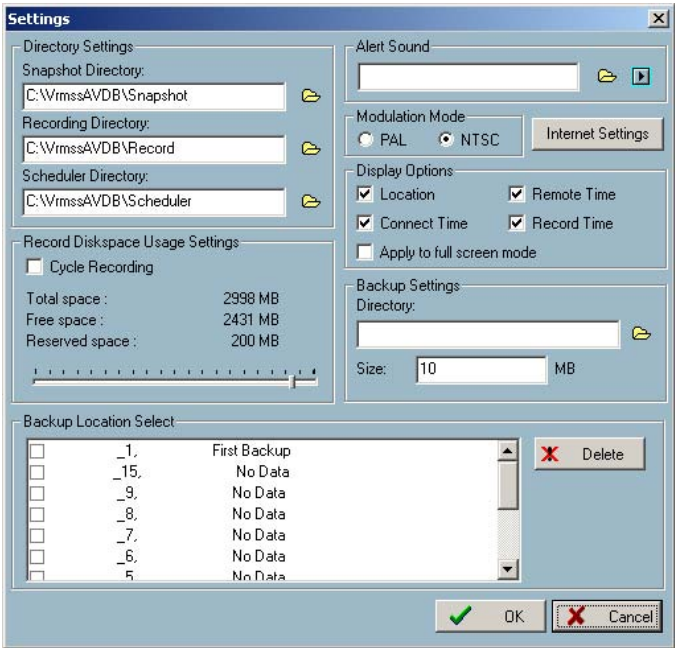 Settings
Directory Settings
Snapshot Directory:
C:\VrmssAVDB\Snapshot
Recording Directory:
C:\VrmssAVDB\Record
Scheduler Directory:
C:\VrmssAVDB\Scheduler
Record Diskspace Usage Settings
Cycle Recording
Total space : 2998 MB
Free space : 2431 MB
Reserved space : 200 MB
Alert Sound
Modulation Mode
PAL NTSC
Internet Settings
Display Options
Location Remote Time
Connect Time Record Time
Apply to full screen mode
Backup Settings
Directory:
Size: 10 MB
Backup Location Select
_1, First Backup
_15, No Data
_9, No Data
_8, No Data
_7, No Data
_6, No Data
5 No Data
Delete
OK Cancel